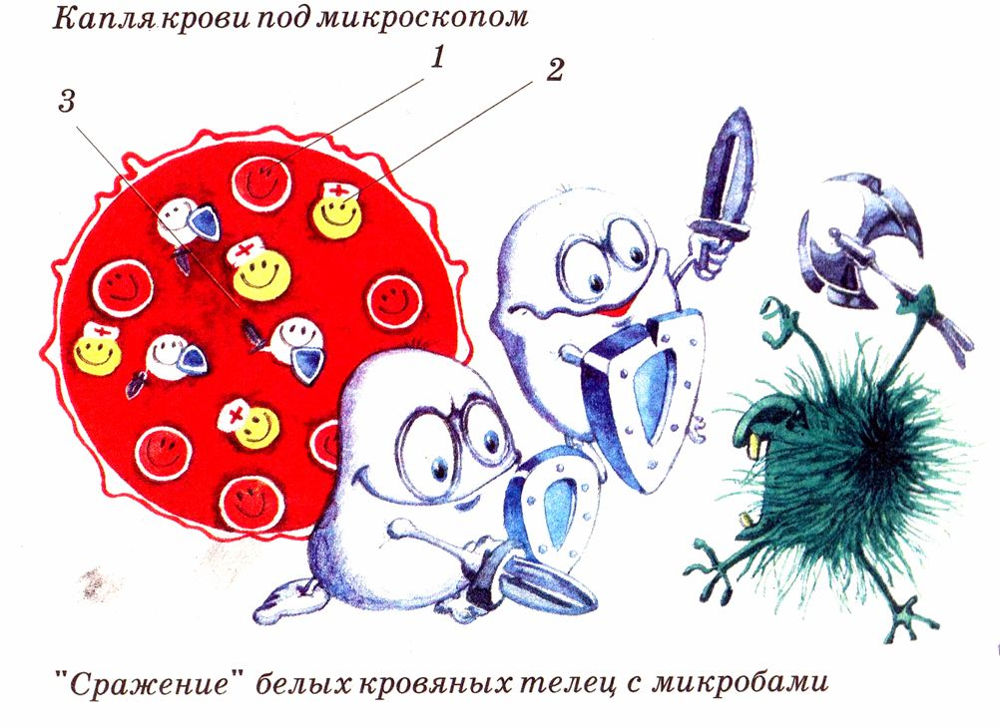 Капля крови под микроскопом
1
2
3
"Сражение" белых кровяных телец с микробами